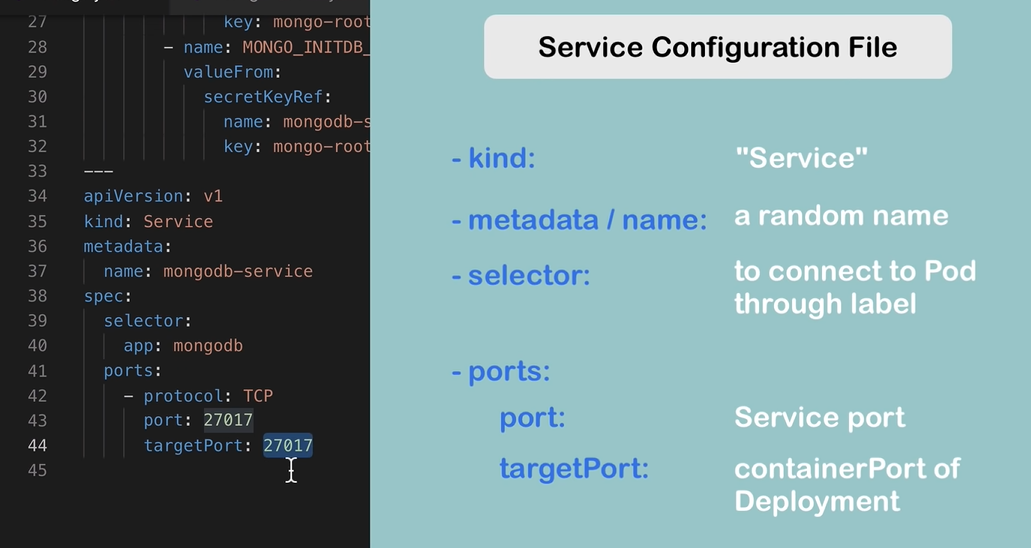 27 key: mongo-root
28 - name: MONGO_INITDB_
29 valueFrom:
30 secretKeyRef:
31 name: mongodb-s
32 key: mongo-root
33 ---
34 apiVersion: v1
35 kind: Service
36 metadata:
37 name: mongodb-service
38 spec:
39 selector:
40 app: mongodb
41 ports:
42 - protocol: TCP
43 port: 27017
44 targetPort: 27017
45
Service Configuration File
- kind: "Service"
- metadata / name: a random name
- selector: to connect to Pod
through label
- ports:
port: Service port
targetPort: containerPort of
Deployment